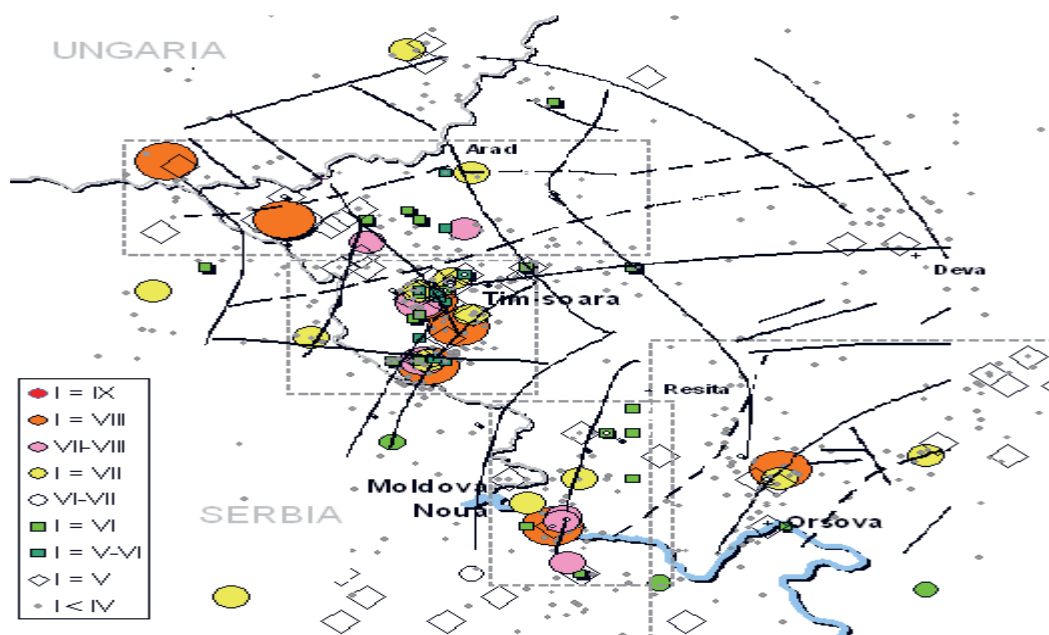 UNGARIA
Arad
Deva
Timisoara
Resita
Moldova
Noua
SERBIA
Orsova
I = IX
I = VIII
VII-VIII
I = VII
VI-VII
I = VI
I = V-VI
I = V
I < IV